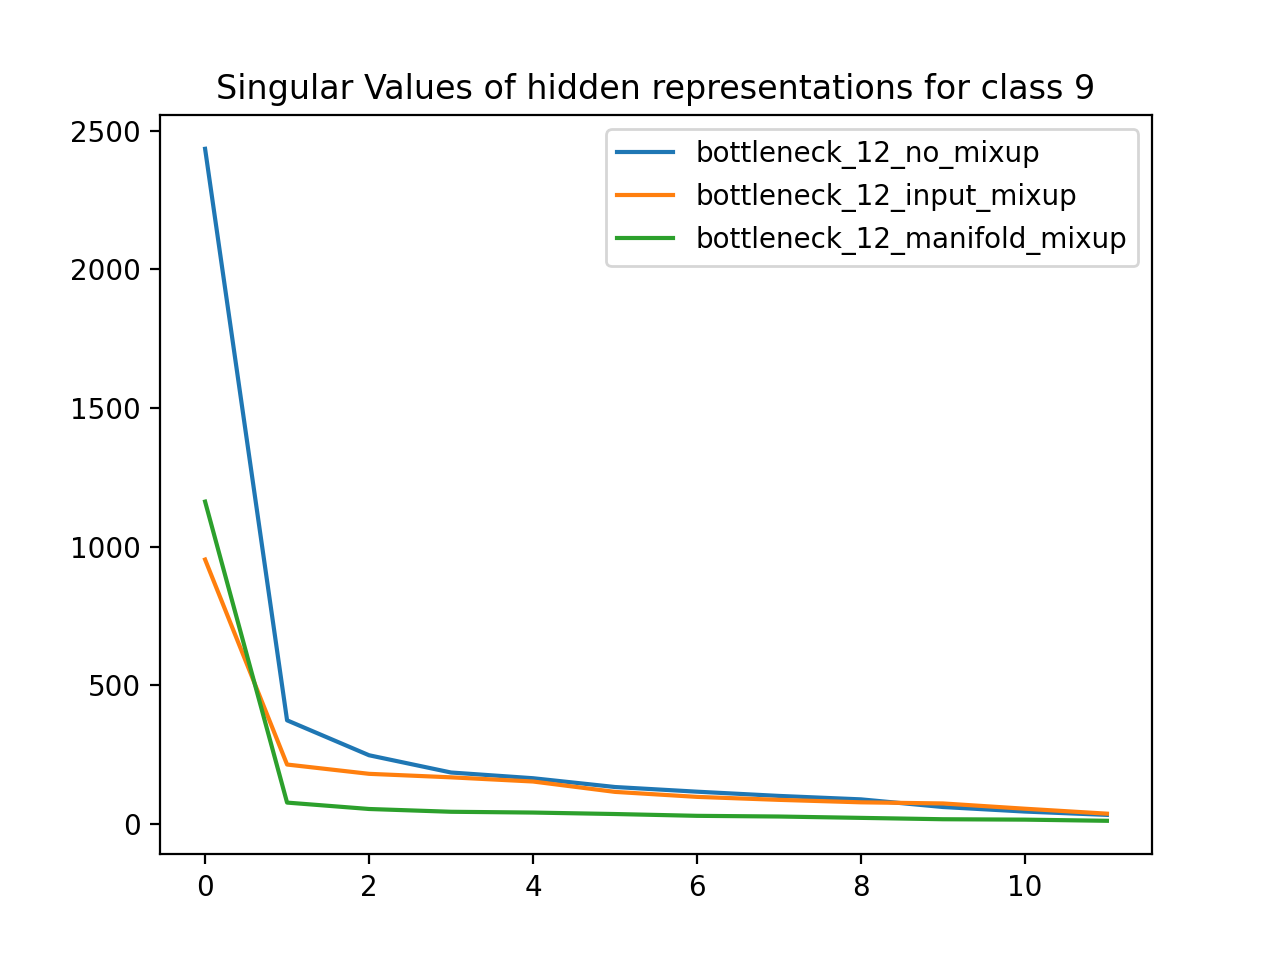 Singular Values of hidden representations for class 9
bottleneck_12_no_mixup
bottleneck_12_input_mixup
bottleneck_12_manifold_mixup
2500
2000
1500
1000
500
0
0 2 4 6 8 10